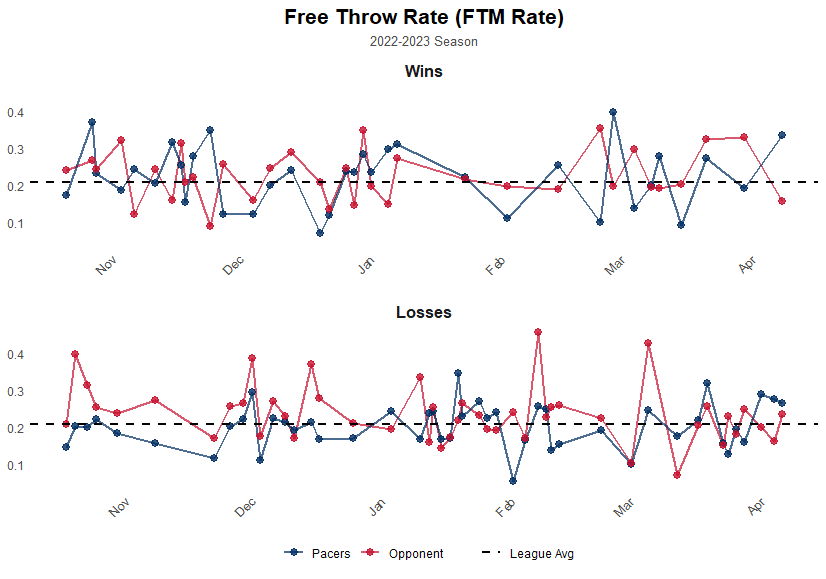 Free Throw Rate (FTM Rate)
2022-2023 Season
Wins
0.4
0.3
0.2
0.1
Nov Dec Jan Feb Mar Apr
Losses
0.4
0.3
0.2
0.1
Nov Dec Jan Feb Mar Apr
Pacers Opponent League Avg